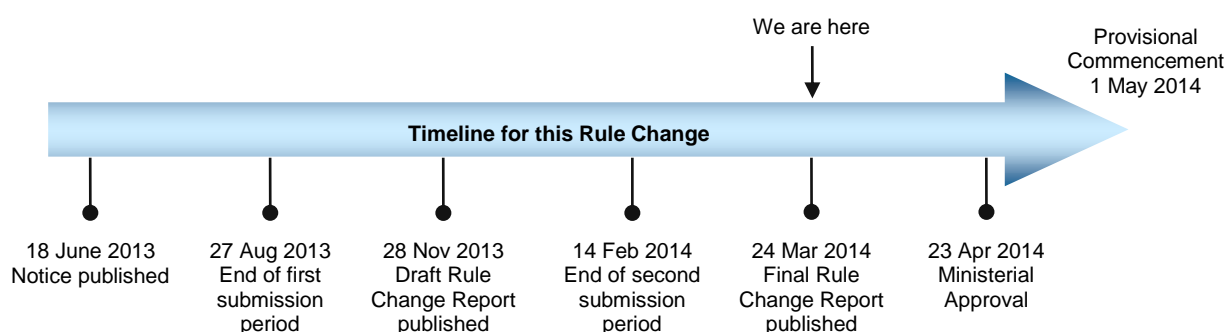 We are here
Provisional
Commencement
1 May 2014
Timeline for this Rule Change
18 June 2013
Notice published
27 Aug 2013
End of first
submission
period
28 Nov 2013
Draft Rule
Change Report
published
14 Feb 2014
End of second
submission
period
24 Mar 2014
Final Rule
Change Report
published
23 Apr 2014
Ministerial
Approval